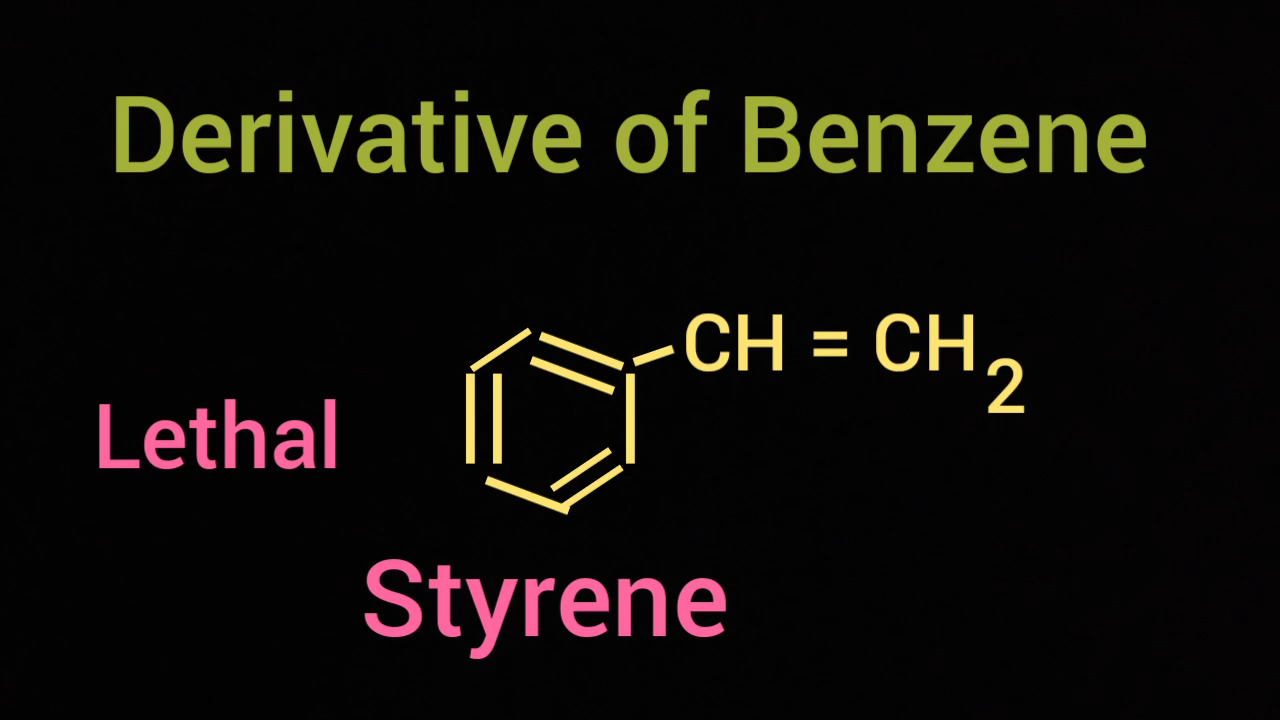 Derivative of Benzene
CH = CH2
Lethal
Styrene